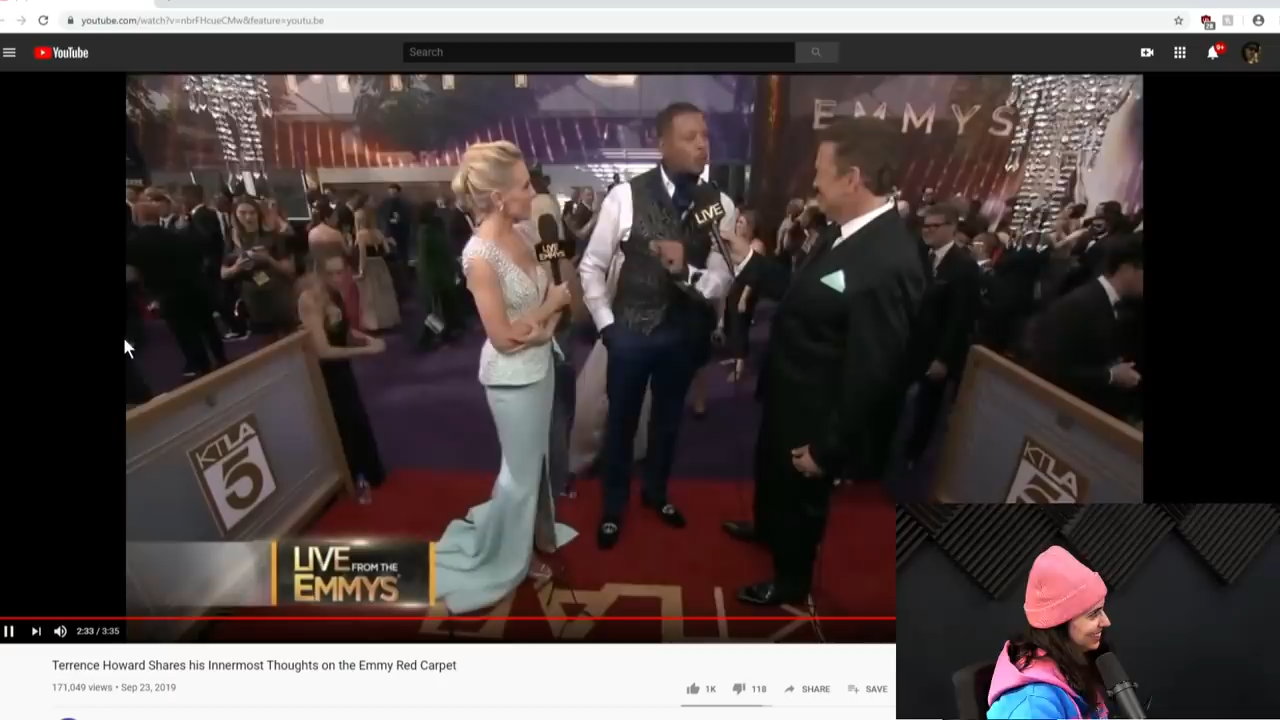 youtube.com/watch?v=nbrFHcueCMw&feature=youtu.be
YouTube
Search
9+
EMMYS
LIVE
LIVE
EMMYS
KTLA
5
KTLA
LIVE FROM THE
EMMYS
2:33 / 3:35
Terrence Howard Shares his Innermost Thoughts on the Emmy Red Carpet
171,049 views • Sep 23, 2019
1K
118
SHARE
SAVE